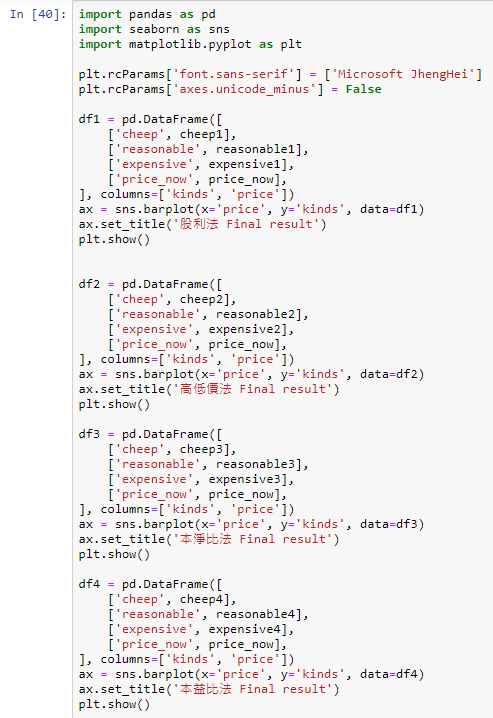 In [40]:
import pandas as pd
import seaborn as sns
import matplotlib.pyplot as plt
plt.rcParams['font.sans-serif'] = ['Microsoft JhengHei']
plt.rcParams['axes.unicode_minus'] = False
df1 = pd.DataFrame([
    ['cheep', cheep1],
    ['reasonable', reasonable1],
    ['expensive', expensive1],
    ['price_now', price_now],
], columns=['kinds', 'price'])
ax = sns.barplot(x='price', y='kinds', data=df1)
ax.set_title('股利法 Final result')
plt.show()
df2 = pd.DataFrame([
    ['cheep', cheep2],
    ['reasonable', reasonable2],
    ['expensive', expensive2],
    ['price_now', price_now],
], columns=['kinds', 'price'])
ax = sns.barplot(x='price', y='kinds', data=df2)
ax.set_title('高低價法 Final result')
plt.show()
df3 = pd.DataFrame([
    ['cheep', cheep3],
    ['reasonable', reasonable3],
    ['expensive', expensive3],
    ['price_now', price_now],
], columns=['kinds', 'price'])
ax = sns.barplot(x='price', y='kinds', data=df3)
ax.set_title('本淨比法 Final result')
plt.show()
df4 = pd.DataFrame([
    ['cheep', cheep4],
    ['reasonable', reasonable4],
    ['expensive', expensive4],
    ['price_now', price_now],
], columns=['kinds', 'price'])
ax = sns.barplot(x='price', y='kinds', data=df4)
ax.set_title('本益比法 Final result')
plt.show()